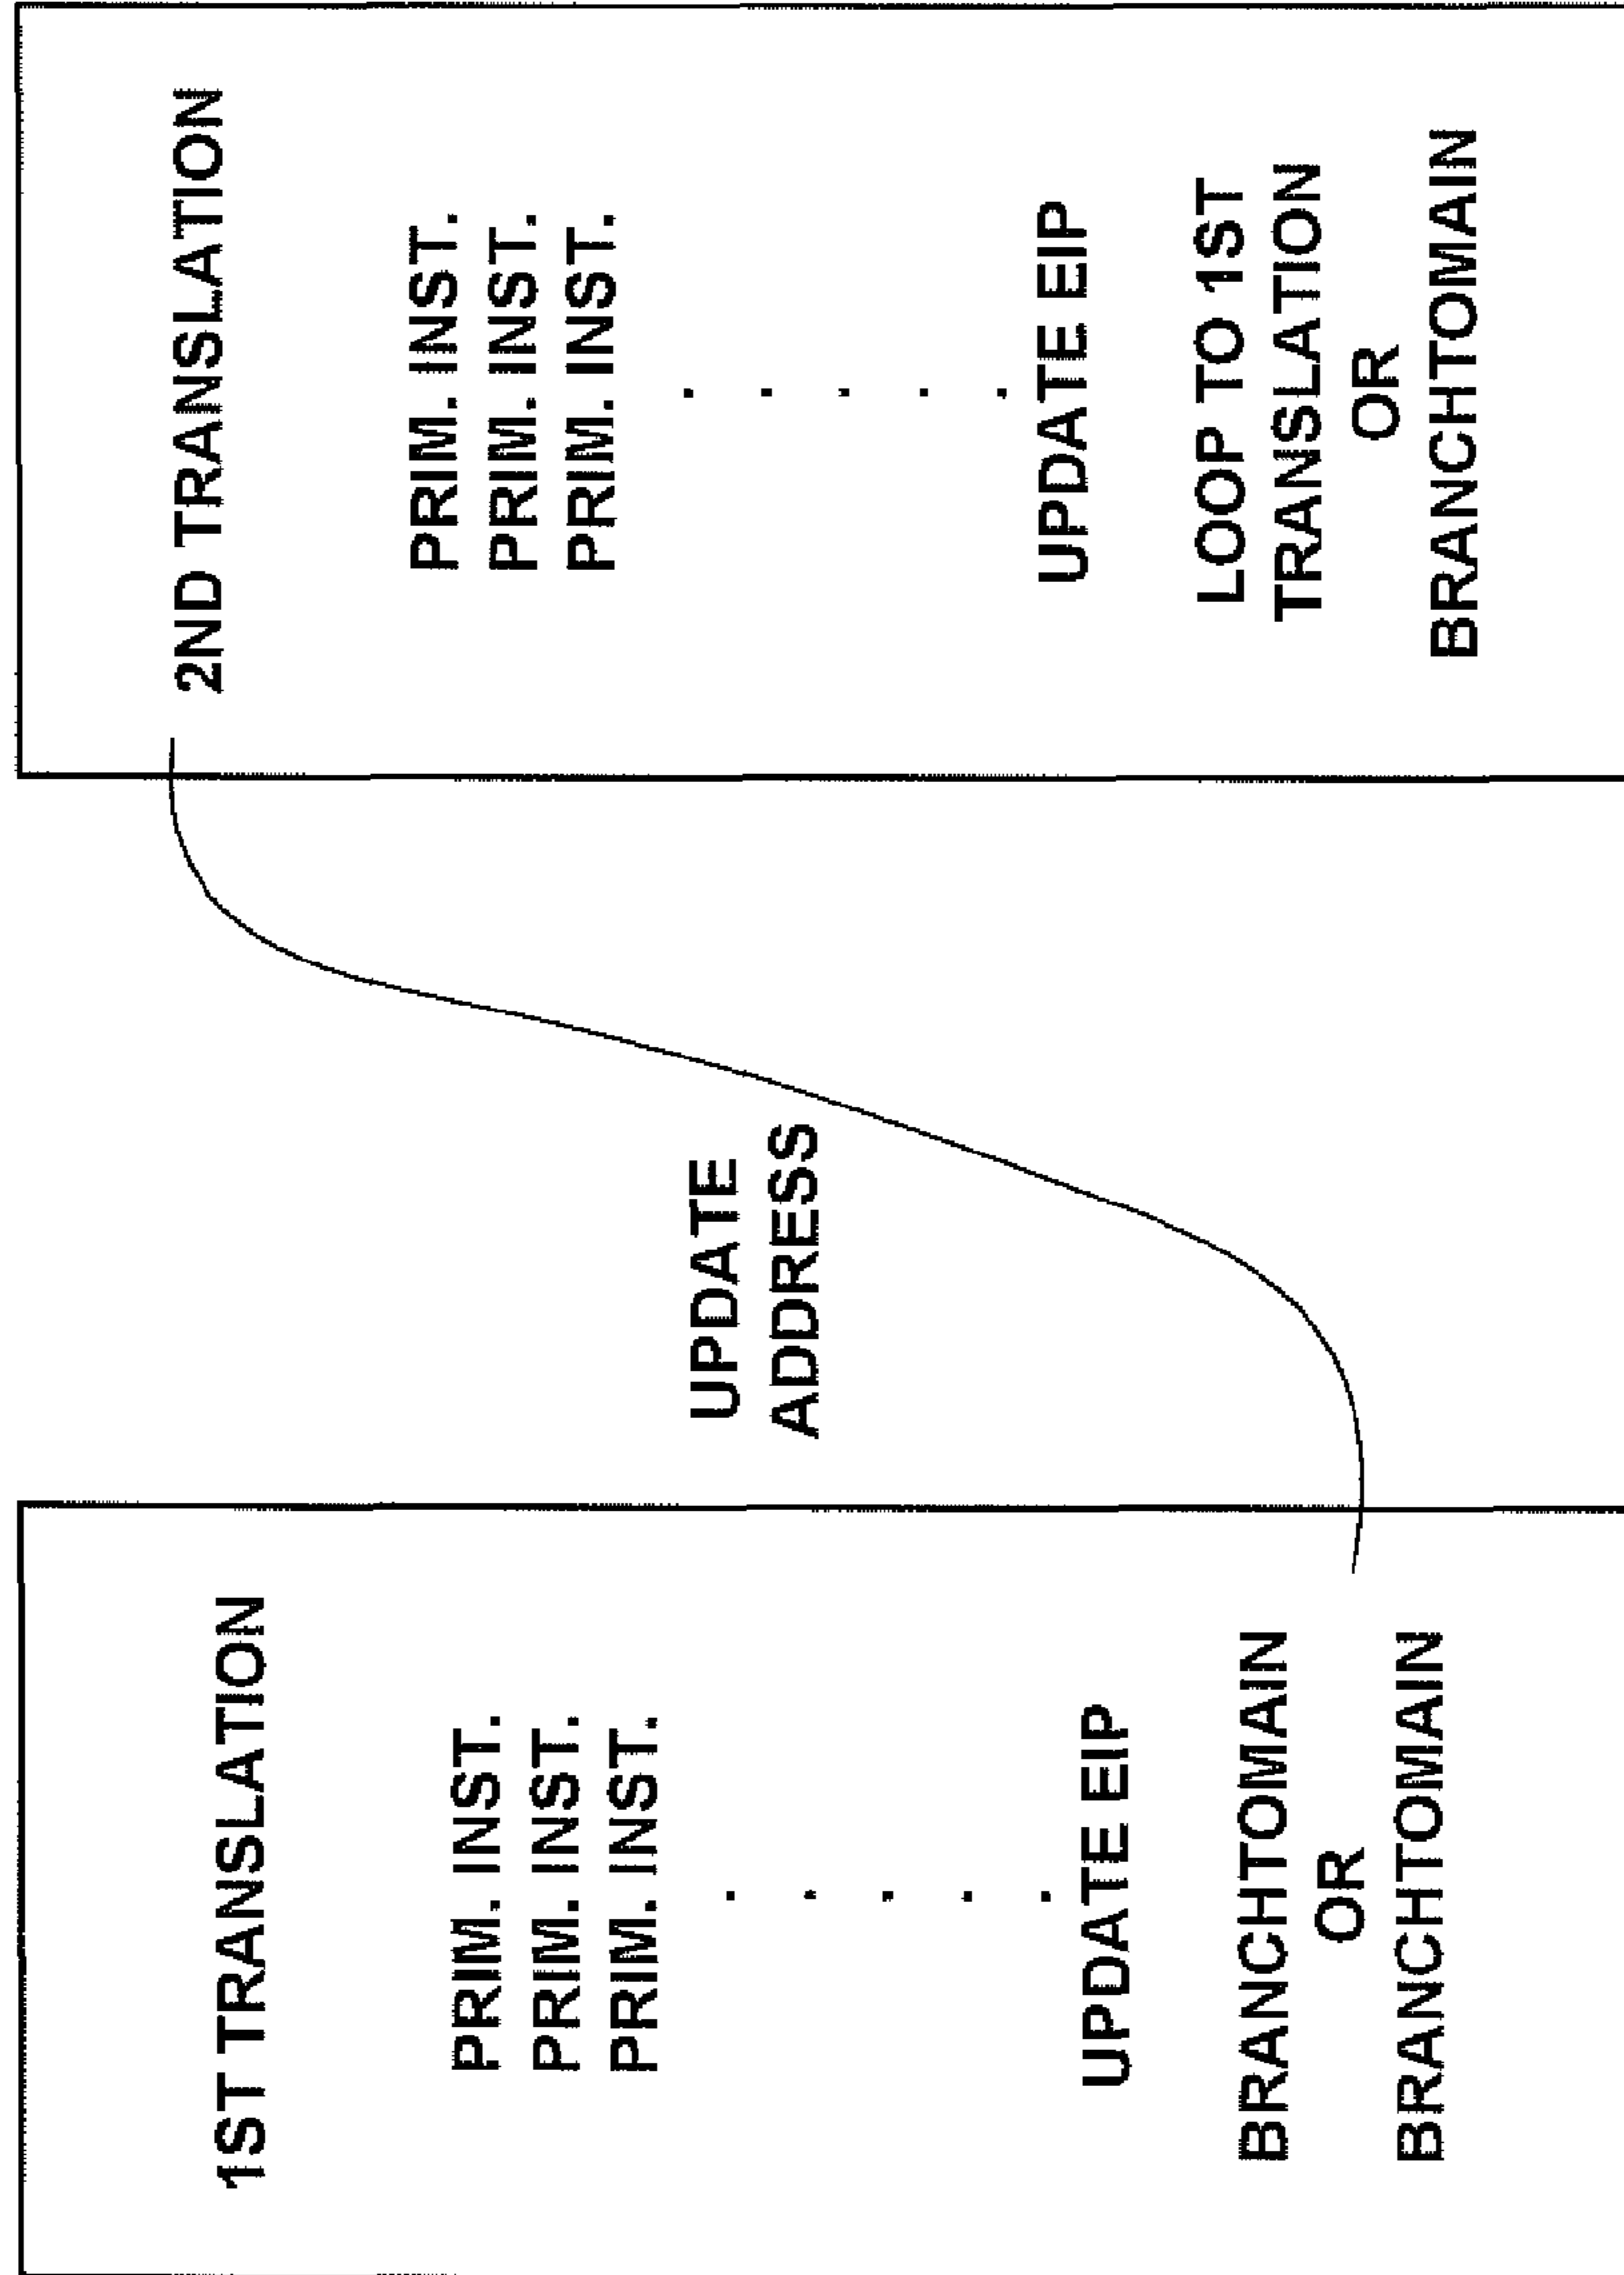 1ST TRANSLATION
PRIM. INST.
PRIM. INST.
PRIM. INST.
. . . . .
UPDATE EIP
BRANCHTOMAIN
OR
BRANCHTOMAIN
UPDATE
ADDRESS
2ND TRANSLATION
PRIM. INST.
PRIM. INST.
PRIM. INST.
. . . . .
UPDATE EIP
LOOP TO 1ST
TRANSLATION
OR
BRANCHTOMAIN